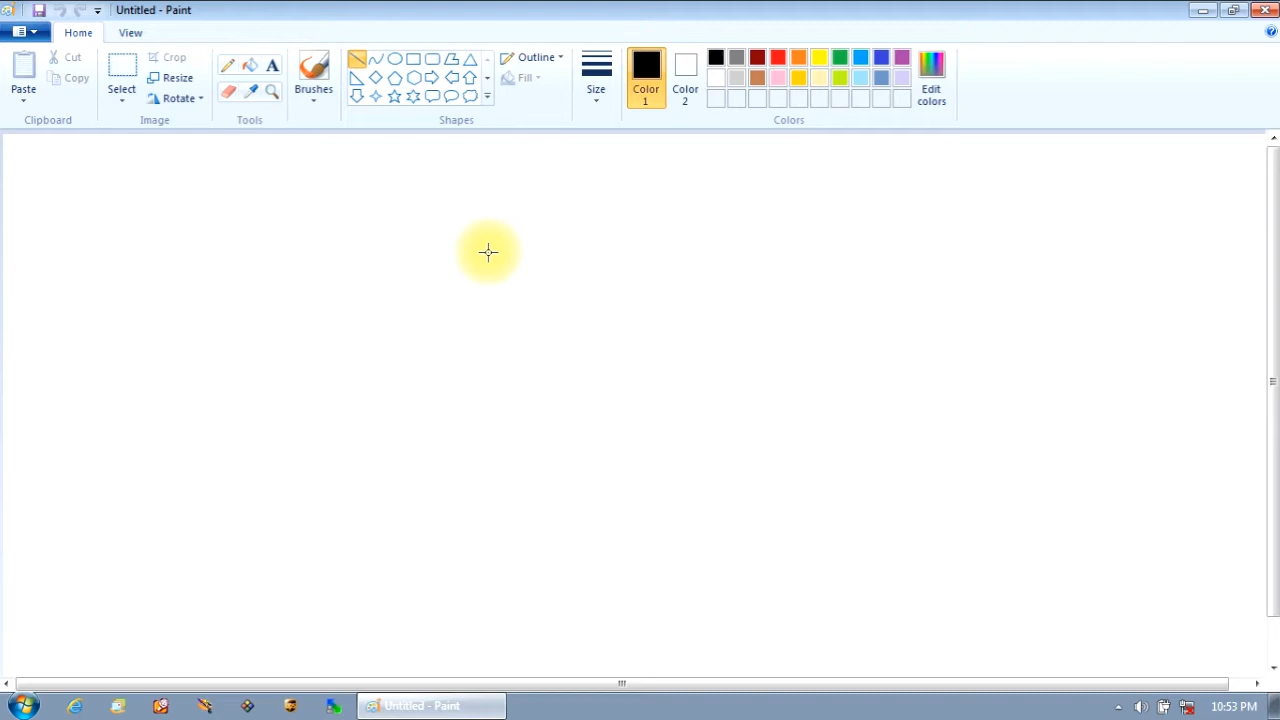 Untitled - Paint
Home View
Cut
Copy
Paste
Clipboard
Select
Crop
Resize
Rotate
Image
A
Tools
Brushes
Outline
Fill
Shapes
Size
Color 1
Color 2
Edit colors
Colors
Untitled - Paint
10:53 PM